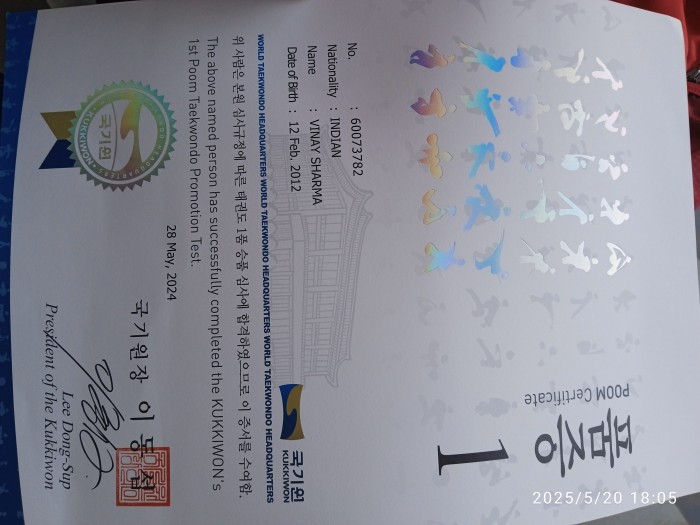 품증
POOM Certificate
1
No. : 60073782
Nationality : INDIAN
Name : VINAY SHARMA
Date of Birth : 12 Feb. 2012
국기원
KUKKIWON
WORLD TAEKWONDO HEADQUARTERS WORLD TAEKWONDO HEADQUARTERS WORLD TAEKWONDO HEADQUARTERS WORLD TAEKWONDO HEADQUARTERS
위 사람은 본원 심사규정에 따른 태권도 1품 승품 심사에 합격하였으므로 이 증서를 수여함.
The above named person has successfully completed the KUKKIWON's
1st Poom Taekwondo Promotion Test.
28 May, 2024
국기원
KUKKIWON
국기원장 이동섭
Lee Dong-Sup
President of the Kukkiwon
2025/5/20 18:05